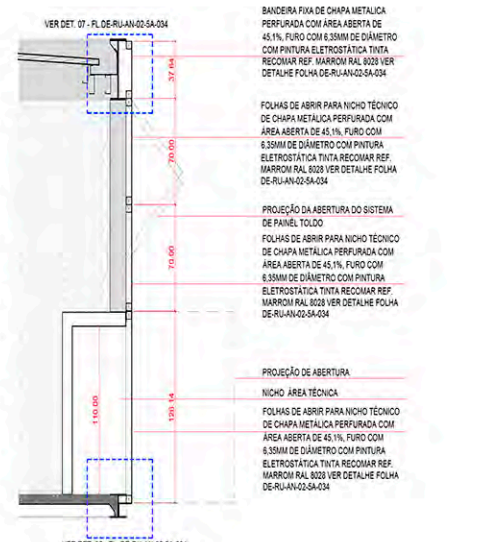 BANDEIRA FIXA DE CHAPA METALICA
PERFURADA COM ÁREA ABERTA DE
45,1%, FURO COM 6,35MM DE DIÂMETRO
COM PINTURA ELETROSTÁTICA TINTA
RECOMAR REF. MARROM RAL 8028 VER
DETALHE FOLHA DE-RU-AN-02-5A-034
VER DET. 07 - FL.DE-RU-AN-02-5A-034
37.64
FOLHAS DE ABRIR PARA NICHO TÉCNICO
DE CHAPA METÁLICA PERFURADA COM
ÁREA ABERTA DE 45,1%, FURO COM
6,35MM DE DIÂMETRO COM PINTURA
ELETROSTÁTICA TINTA RECOMAR REF.
MARROM RAL 8028 VER DETALHE FOLHA
DE-RU-AN-02-5A-034
70.00
PROJEÇÃO DA ABERTURA DO SISTEMA
DE PAINÉL TOLDO
FOLHAS DE ABRIR PARA NICHO TÉCNICO
DE CHAPA METÁLICA PERFURADA COM
ÁREA ABERTA DE 45,1%, FURO COM
6,35MM DE DIÂMETRO COM PINTURA
ELETROSTÁTICA TINTA RECOMAR REF.
MARROM RAL 8028 VER DETALHE FOLHA
DE-RU-AN-02-5A-034
70.00
PROJEÇÃO DE ABERTURA
NICHO ÁREA TÉCNICA
FOLHAS DE ABRIR PARA NICHO TÉCNICO
DE CHAPA METÁLICA PERFURADA COM
ÁREA ABERTA DE 45,1%, FURO COM
6,35MM DE DIÂMETRO COM PINTURA
ELETROSTÁTICA TINTA RECOMAR REF.
MARROM RAL 8028 VER DETALHE FOLHA
DE-RU-AN-02-5A-034
110.00
126.14